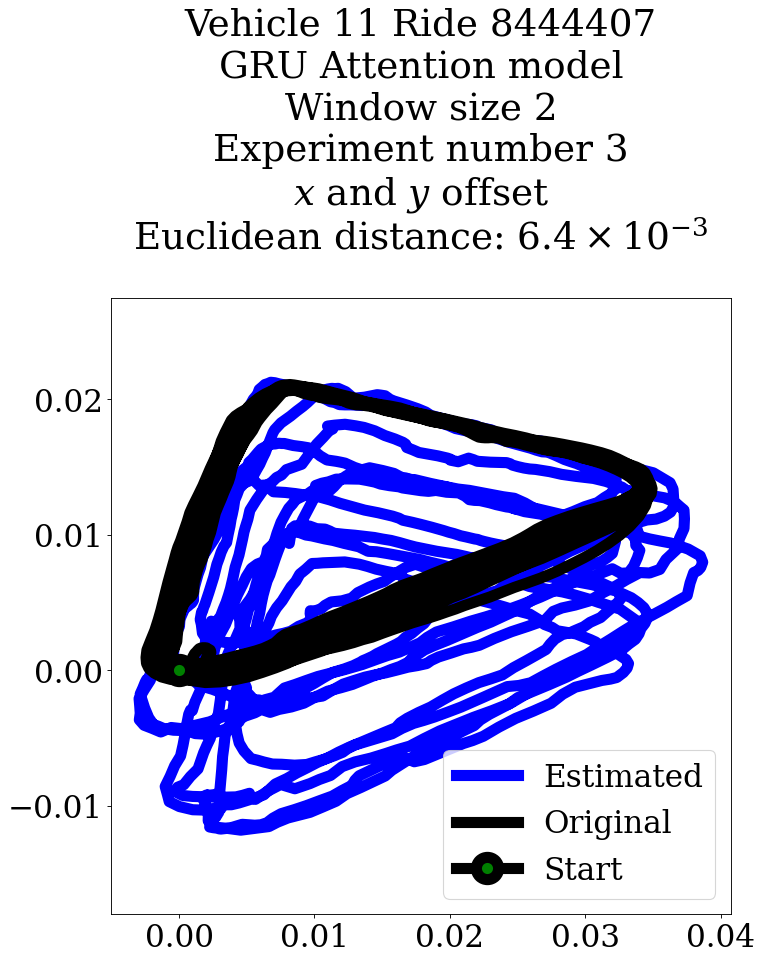 Vehicle 11 Ride 8444407
GRU Attention model
Window size 2
Experiment number 3
x and y offset
Euclidean distance: 6.4 × 10⁻³
0.02
0.01
0.00
−0.01
Estimated
Original
Start
0.00 0.01 0.02 0.03 0.04